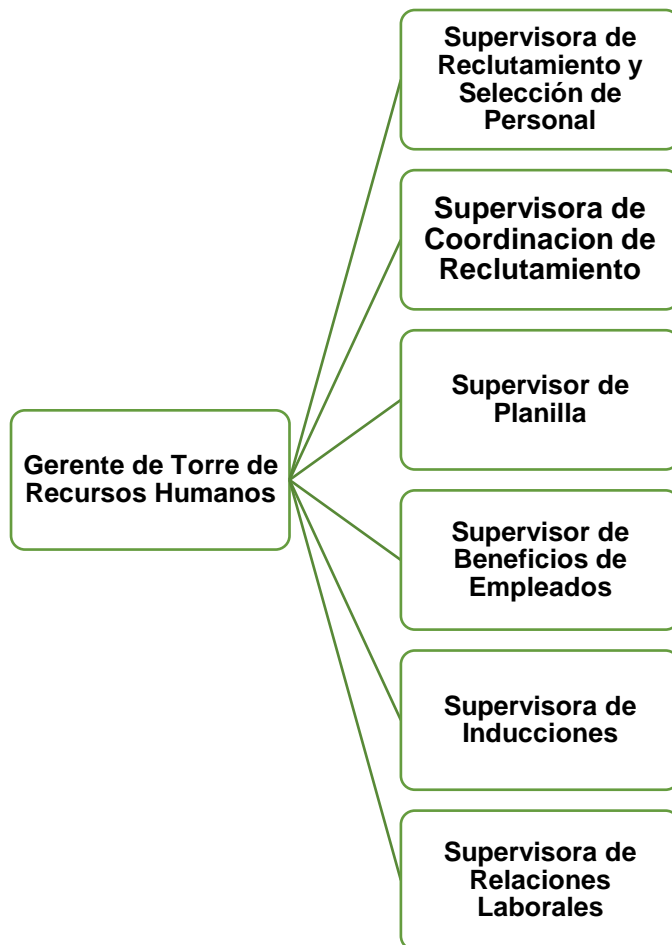 Supervisora de
Reclutamiento y
Selección de
Personal
Supervisora de
Coordinacion de
Reclutamiento
Supervisor de
Planilla
Gerente de Torre de
Recursos Humanos
Supervisor de
Beneficios de
Empleados
Supervisora de
Inducciones
Supervisora de
Relaciones
Laborales